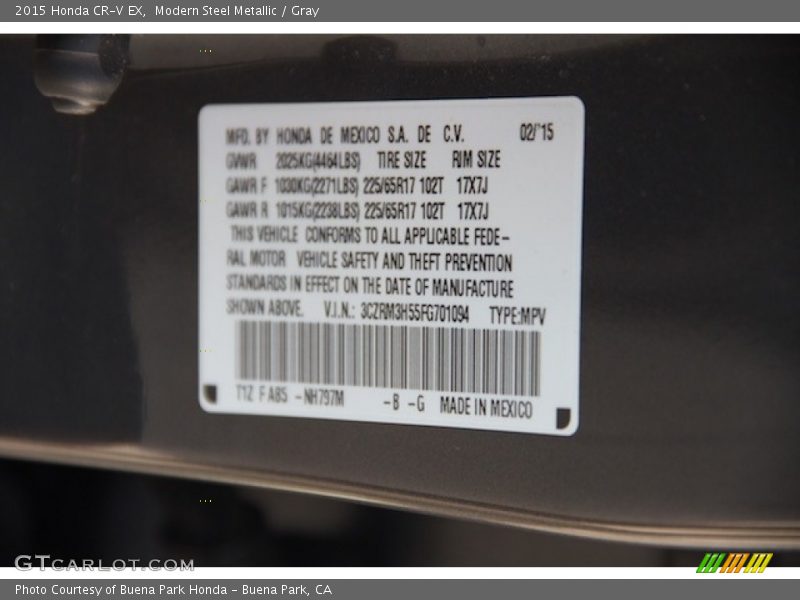 2015 Honda CR-V EX, Modern Steel Metallic / Gray
MFD. BY HONDA DE MEXICO S.A. DE C.V. 02/'15
GVWR 2025KG(4464LBS) TIRE SIZE RIM SIZE
GAWR F 1030KG(2271LBS) 225/65R17 102T 17X7J
GAWR R 1015KG(2238LBS) 225/65R17 102T 17X7J
THIS VEHICLE CONFORMS TO ALL APPLICABLE FEDE-
RAL MOTOR VEHICLE SAFETY AND THEFT PREVENTION
STANDARDS IN EFFECT ON THE DATE OF MANUFACTURE
SHOWN ABOVE. V.I.N.: 3CZRM3H55FG701094 TYPE:MPV
T1Z F A85 -NH797M -B -G MADE IN MEXICO
GTCARLOT.COM
Photo Courtesy of Buena Park Honda - Buena Park, CA